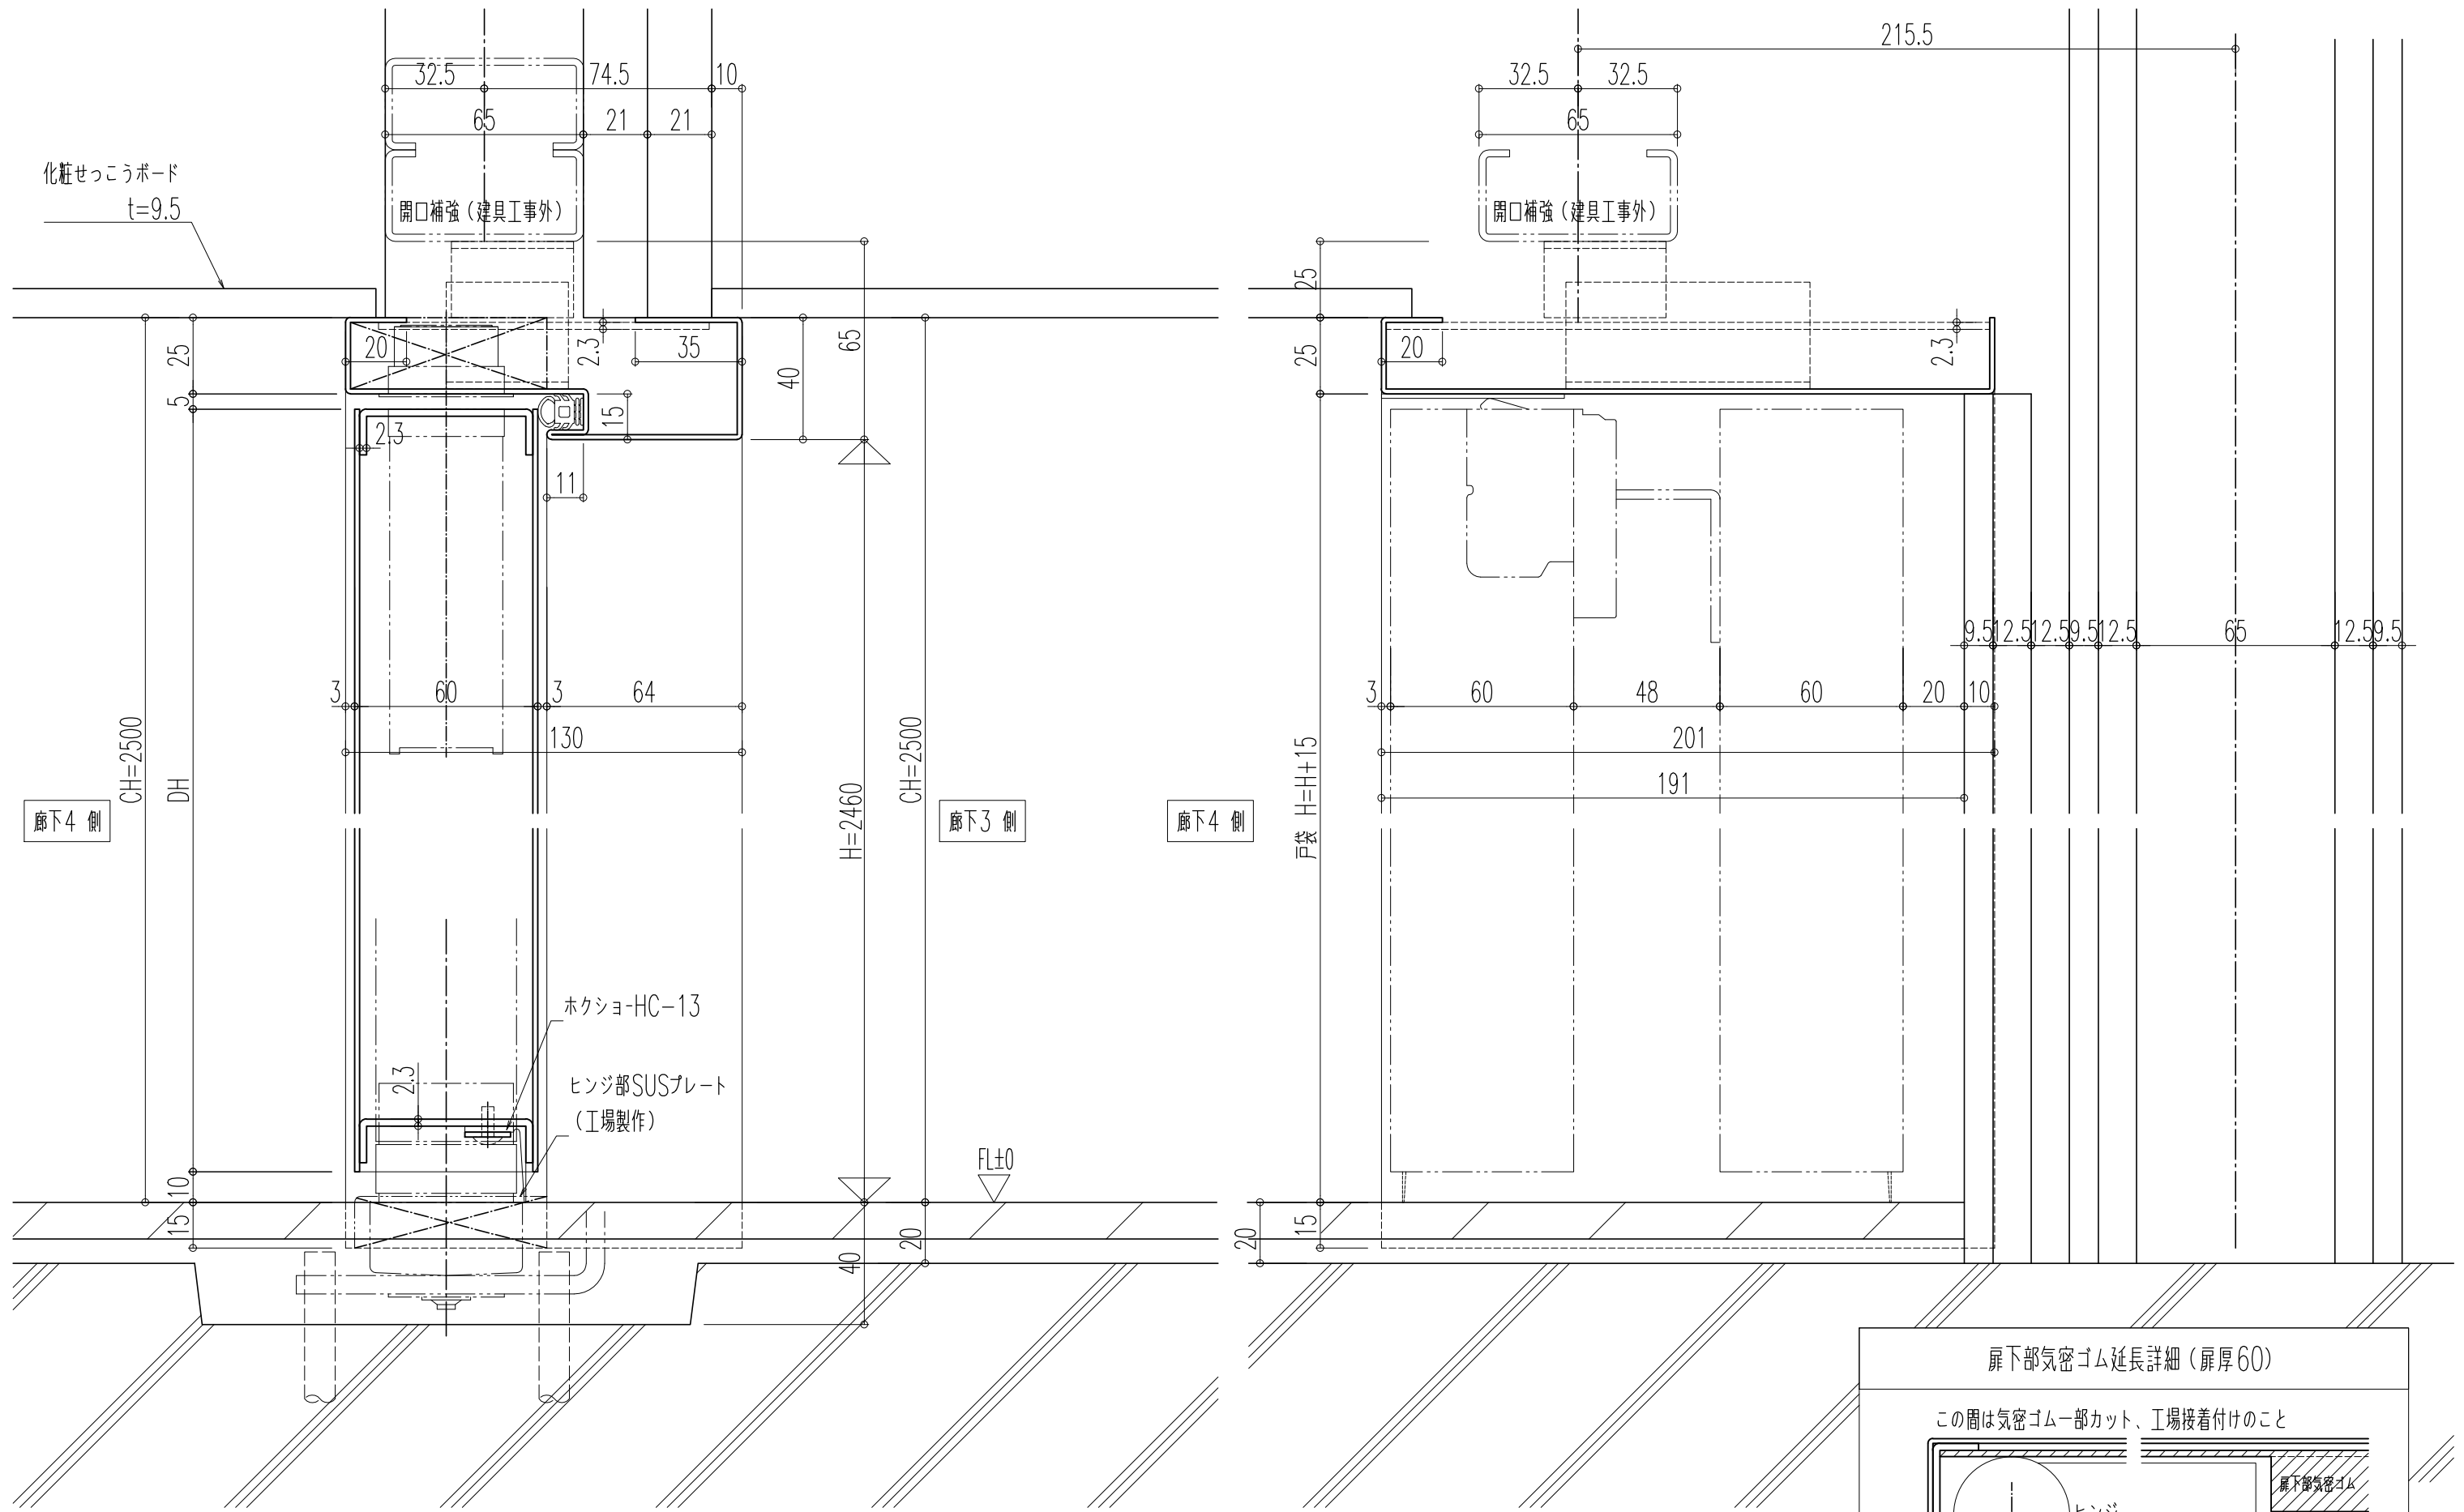 215.5
32.5
74.5
10
32.5
32.5
65
21
21
65
化粧せっこうボード
t=9.5
開口補強（建具工事外）
開口補強（建具工事外）
25
25
5
20
2.3
35
65
40
15
2.3
11
25
20
2.3
9.5
12.5
12.5
9.5
12.5
65
12.5
9.5
3
60
3
64
130
3
60
48
60
20
10
201
191
CH=2500
DH
H=2460
CH=2500
戸袋 H=H+15
廊下4 側
廊下3 側
廊下4 側
ホクショーHC-13
ヒンジ部SUSプレート
（工場製作）
2.3
FL±0
10
15
40
20
20
15
扉下部気密ゴム延長詳細（扉厚60）
この間は気密ゴム一部カット、工場接着付けのこと
扉下部気密ゴム
ヒンジ